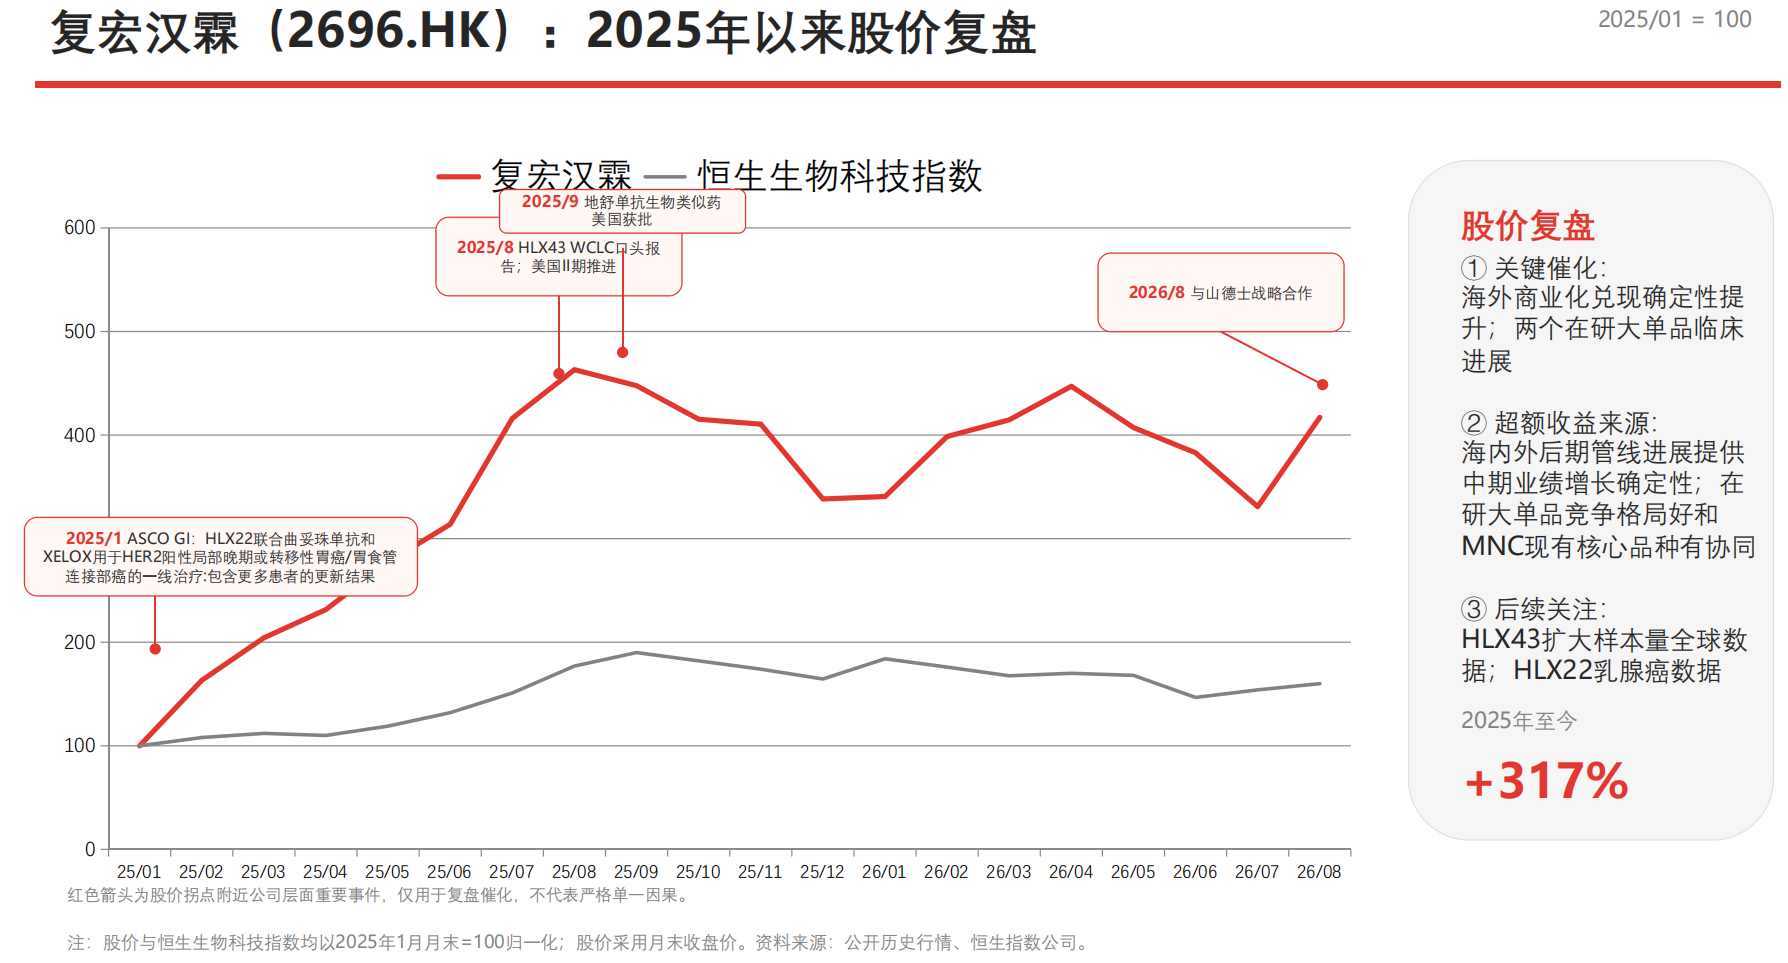 复宏汉霖（2696.HK）：2025年以来股价复盘
2025/01 = 100
复宏汉霖
恒生生物科技指数
2025/9 地舒单抗生物类似药
美国获批
2025/8 HLX43 WCLC口头报
告；美国II期推进
2026/8 与山德士战略合作
2025/1 ASCO GI：HLX22联合曲妥珠单抗和
XELOX用于HER2阳性局部晚期或转移性胃癌/胃食管
连接部癌的一线治疗:包含更多患者的更新结果
600
500
400
200
100
0
25/01 25/02 25/03 25/04 25/05 25/06 25/07 25/08 25/09 25/10 25/11 25/12 26/01 26/02 26/03 26/04 26/05 26/06 26/07 26/08
红色箭头为股价拐点附近公司层面重要事件，仅用于复盘催化，不代表严格单一因果。
注：股价与恒生生物科技指数均以2025年1月月末=100归一化；股价采用月末收盘价。资料来源：公开历史行情、恒生指数公司。
股价复盘
① 关键催化：
海外商业化兑现确定性提
升；两个在研大单品临床
进展
② 超额收益来源：
海内外后期管线进展提供
中期业绩增长确定性；在
研大单品竞争格局好和
MNC现有核心品种有协同
③ 后续关注：
HLX43扩大样本量全球数
据；HLX22乳腺癌数据
2025年至今
+317%